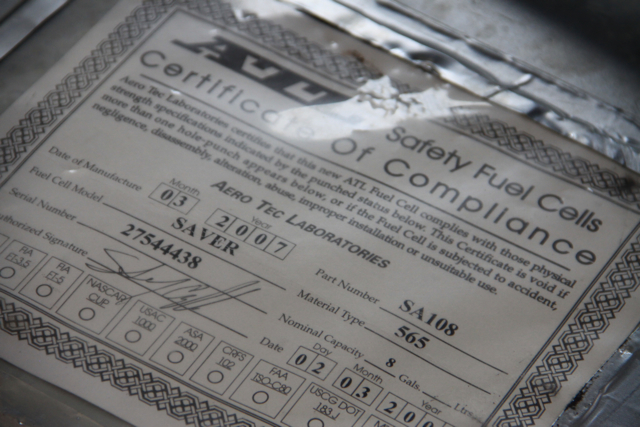 ATL Safety Fuel Cells
Certificate Of Compliance
Aero Tec Laboratories certifies that this new ATL Fuel Cell complies with those physical
strength specifications indicated by the punched status below. This Certificate is void if
more than one hole-punch appears below, or if the Fuel Cell is subjected to accident,
negligence, disassembly, alteration, abuse, improper installation or unsuitable use.
AERO TEC LABORATORIES
Month Year
Date of Manufacture 03 2007
Fuel Cell Model SAVER Part Number SA108
Serial Number 27544438 Material Type 565
Authorized Signature Nominal Capacity 8 Gals. Ltrs.
Day Month Year
Date 02 03 200
FIA
FT3.5
FIA
FT5
NASCAR
CUP
USAC
1000
ASA
2000
CRFS
102
FAA
TSO-C80
USCG DOT
183-I